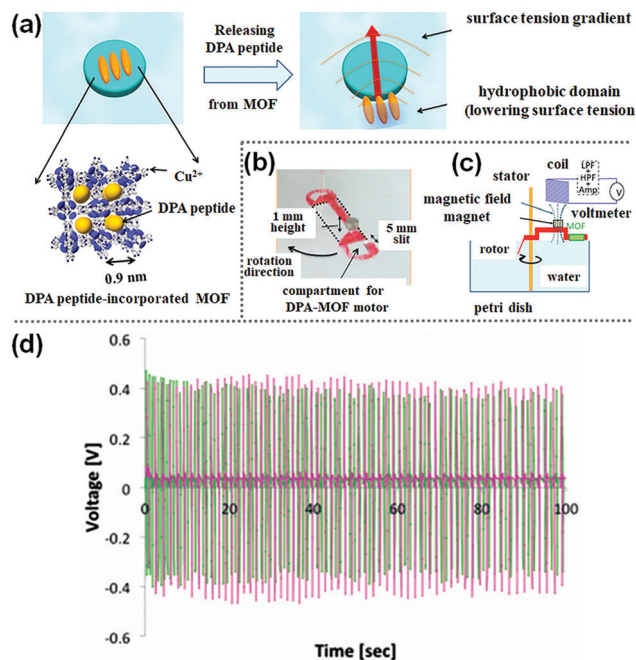 (a)
Releasing
DPA peptide
from MOF
surface tension gradient
hydrophobic domain
(lowering surface tension
Cu2+
DPA peptide
0.9 nm
DPA peptide-incorporated MOF
(b)
1 mm
height
5 mm
slit
rotation
direction
compartment for
DPA-MOF motor
(c)
coil
LPF
HPF
+
Amp
V
stator
magnetic field
magnet
voltmeter
MOF
rotor
water
petri dish
(d)
Voltage [V]
0.6
0.4
0.2
0
-0.2
-0.4
-0.6
0
20
40
60
80
100
Time [sec]